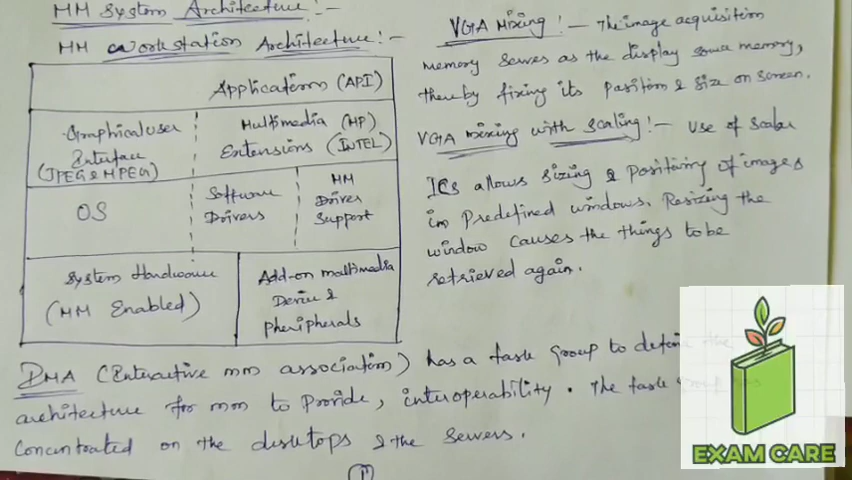 MM System Architecture :-
MM Workstation Architecture :-
Applications (API)
Graphical user
Interface
(JPEG & MPEG)
Multimedia (MP)
Extensions (INTEL)
OS
Software
Drivers
MM
Driver
Support
System Hardware
(MM Enabled)
Add-on multimedia
Device &
pheripherals
VGA Mixing :- The image acquisition
memory serves as the display memory,
thereby fixing its position & size on screen.
VGA mixing with scaling :- Use of scalar
ICs allows sizing & positioning of images
in predefined windows. Resizing the
window causes the things to be
retrieved again.
IMA (Interactive mm association) has a task group to define the
architecture for mm to provide, interoperability. The task group has
Concentrated on the desktops & the servers.
1
EXAM CARE